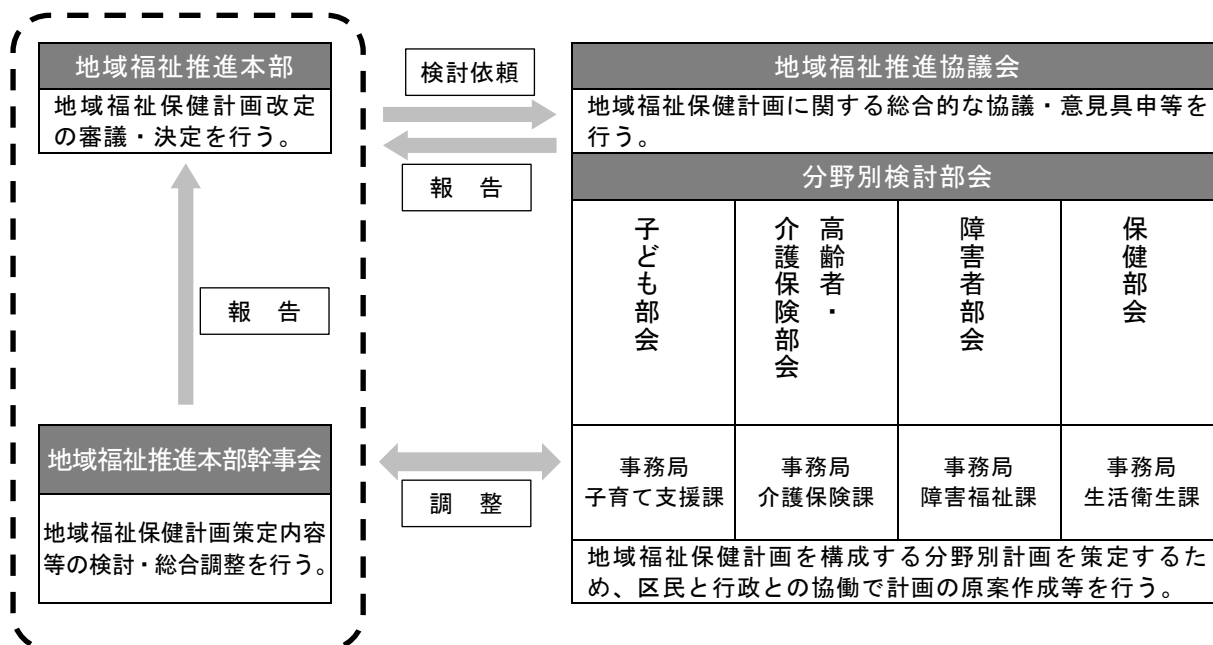 地域福祉推進本部
地域福祉保健計画改定
の審議・決定を行う。
報　告
地域福祉推進本部幹事会
地域福祉保健計画策定内容
等の検討・総合調整を行う。
検討依頼
報　告
調　整
地域福祉推進協議会
地域福祉保健計画に関する総合的な協議・意見具申等を
行う。
分野別検討部会
子ども部会
高齢者・
介護保険部会
障害者部会
保健部会
事務局
子育て支援課
事務局
介護保険課
事務局
障害福祉課
事務局
生活衛生課
地域福祉保健計画を構成する分野別計画を策定するた
め、区民と行政との協働で計画の原案作成等を行う。